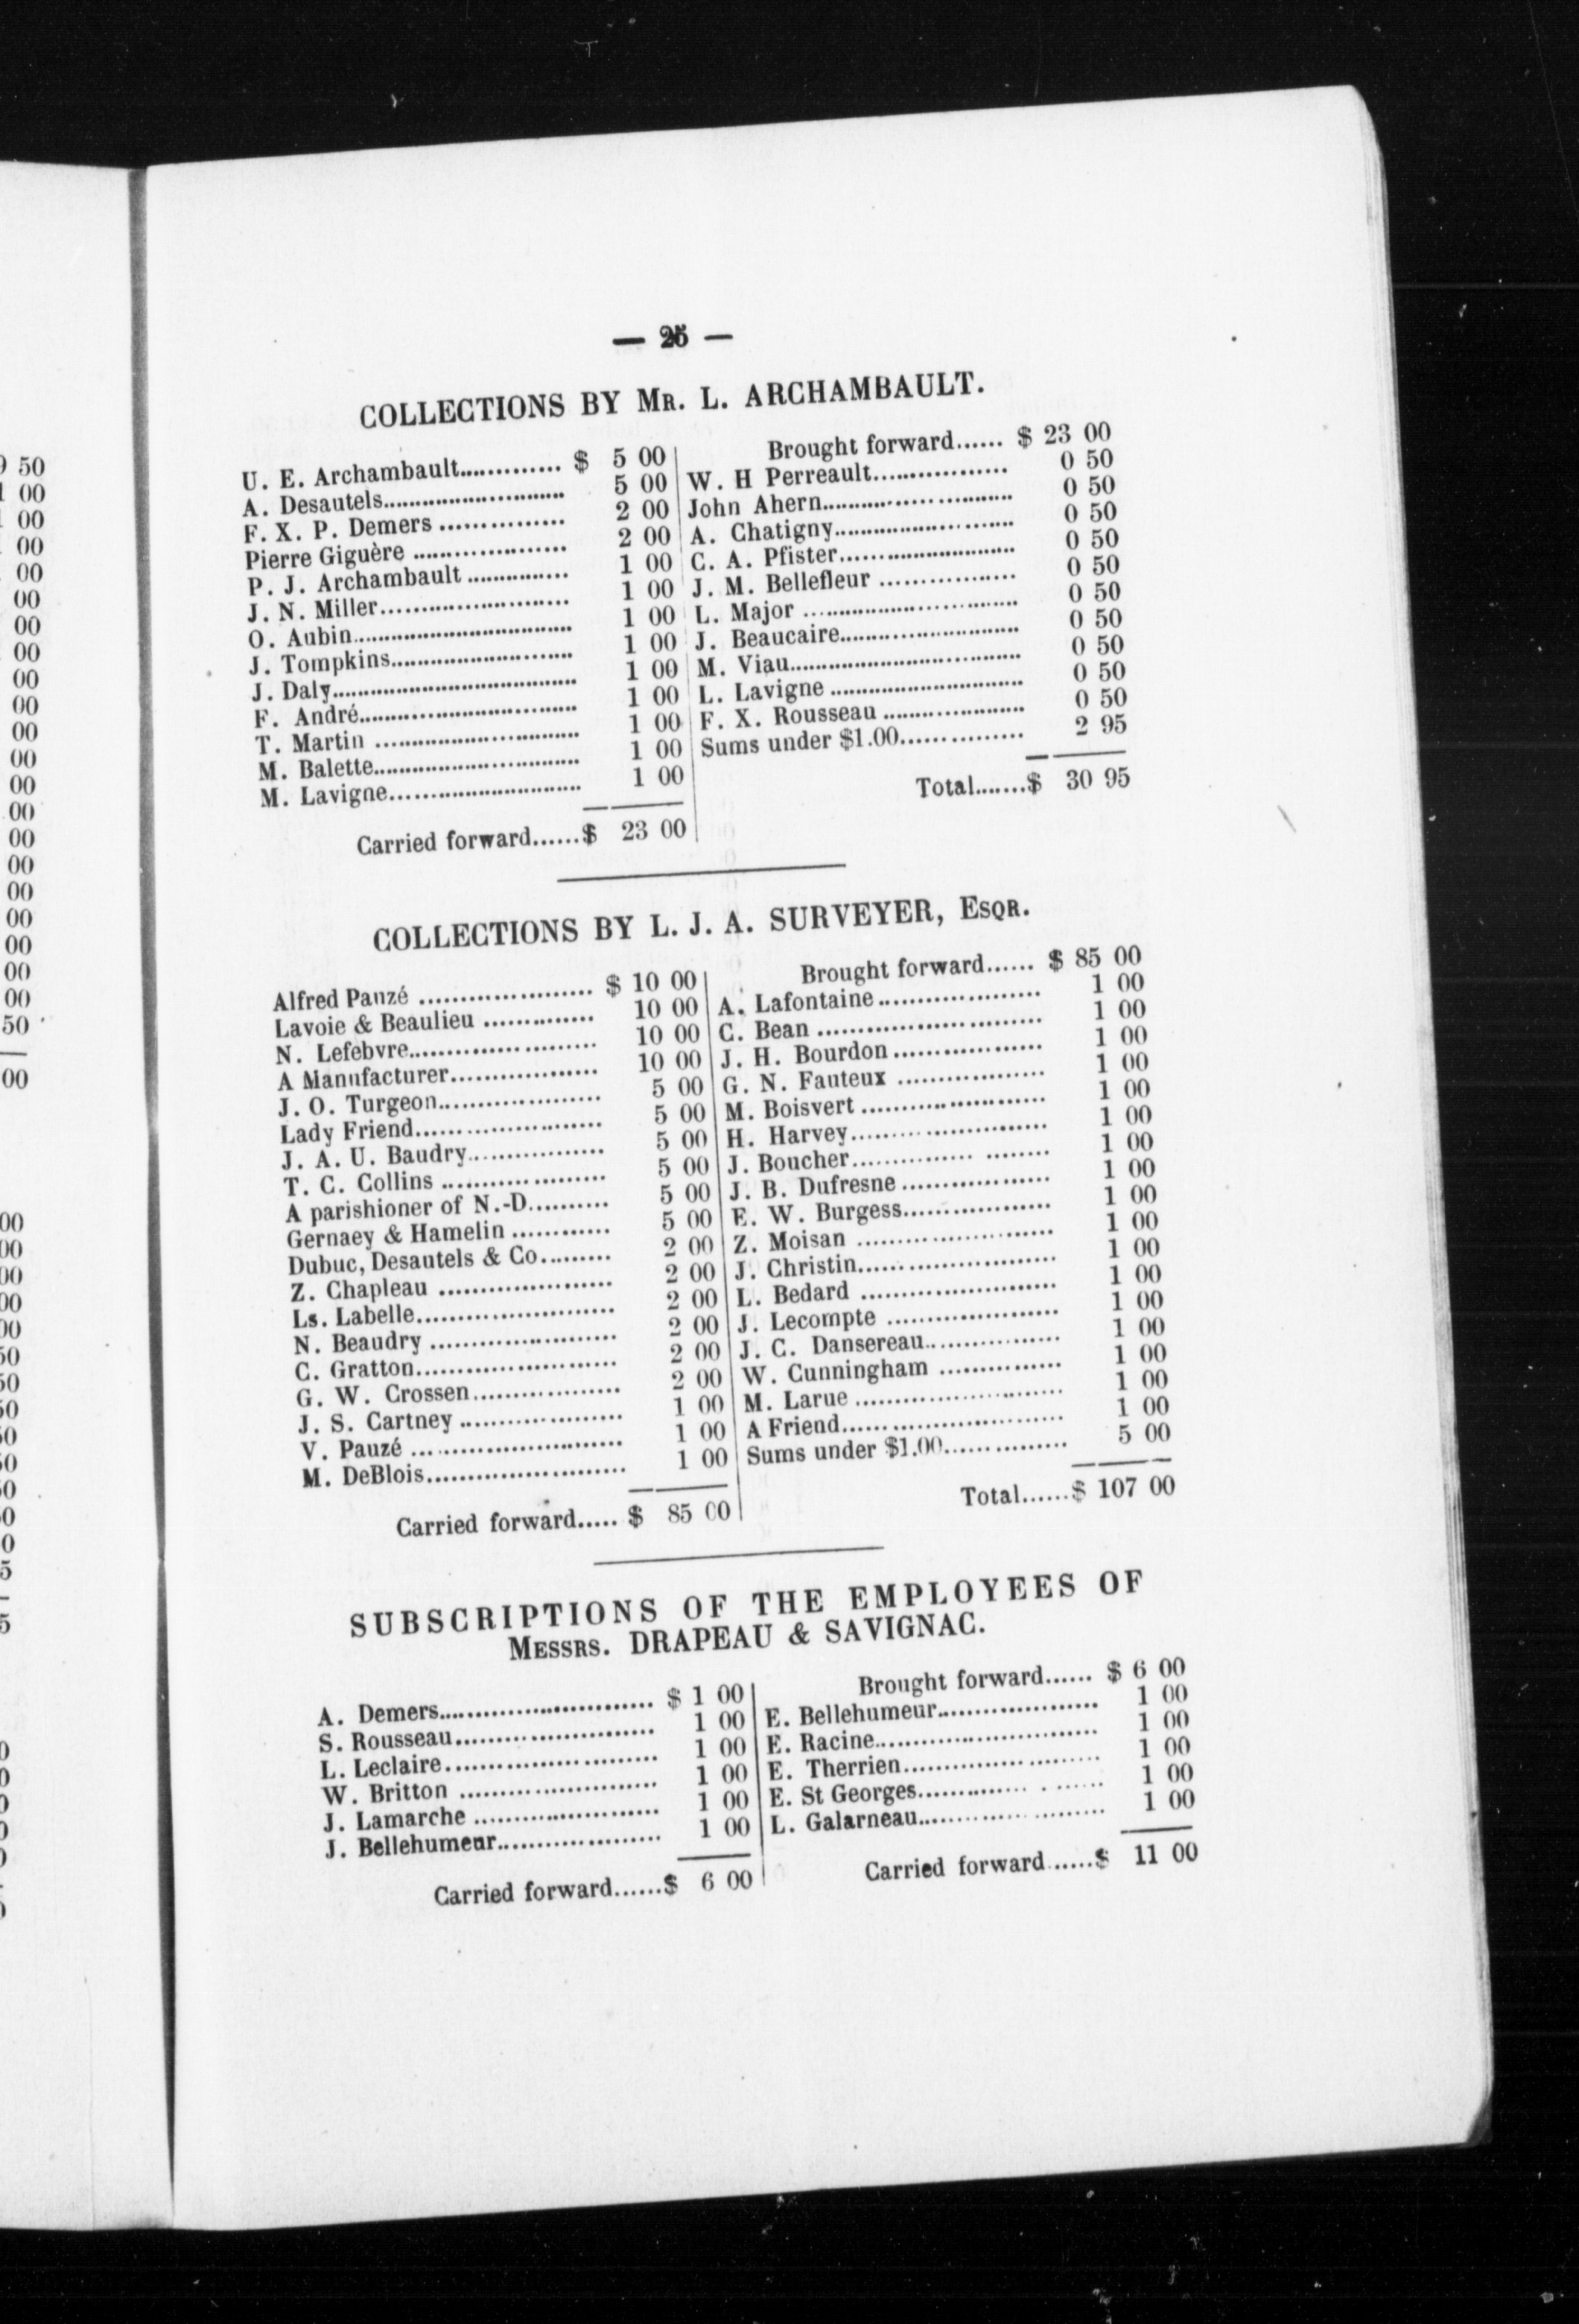 — 25 —
COLLECTIONS BY MR. L. ARCHAMBAULT.
U. E. Archambault............. $ 5 00
A. Desautels.......................... 5 00
F. X. P. Demers ............... 2 00
Pierre Giguère ...................... 2 00
P. J. Archambault ............... 1 00
J. N. Miller........................... 1 00
O. Aubin............................... 1 00
J. Tompkins.......................... 1 00
J. Daly................................... 1 00
F. André................................ 1 00
T. Martin .............................. 1 00
M. Balette.............................. 1 00
M. Lavigne............................ 1 00
Carried forward......$ 23 00
Brought forward...... $ 23 00
W. H Perreault................... 0 50
John Ahern........................... 0 50
A. Chatigny.......................... 0 50
C. A. Pfister......................... 0 50
J. M. Bellefleur .................. 0 50
L. Major ............................... 0 50
J. Beaucaire.......................... 0 50
M. Viau................................. 0 50
L. Lavigne ............................ 0 50
F. X. Rousseau .................... 0 50
Sums under $1.00............... 2 95
Total.......$ 30 95
COLLECTIONS BY L. J. A. SURVEYER, ESQR.
Alfred Pauzé ...................... $ 10 00
Lavoie & Beaulieu .............. 10 00
N. Lefebvre........................ 10 00
A Manufacturer.................. 10 00
J. O. Turgeon..................... 5 00
Lady Friend........................ 5 00
J. A. U. Baudry.................. 5 00
T. C. Collins ..................... 5 00
A parishioner of N.-D.......... 5 00
Gernaey & Hamelin ............ 5 00
Dubuc, Desautels & Co......... 2 00
Z. Chapleau ........................ 2 00
Ls. Labelle.......................... 2 00
N. Beaudry ......................... 2 00
C. Gratton........................... 2 00
G. W. Crossen.................... 2 00
J. S. Cartney ...................... 1 00
V. Pauzé ............................. 1 00
M. DeBlois.......................... 1 00
Carried forward..... $ 85 00
Brought forward...... $ 85 00
A. Lafontaine...................... 1 00
C. Bean .............................. 1 00
J. H. Bourdon .................... 1 00
G. N. Fauteux .................... 1 00
M. Boisvert ......................... 1 00
H. Harvey........................... 1 00
J. Boucher........................... 1 00
J. B. Dufresne .................... 1 00
E. W. Burgess.................... 1 00
Z. Moisan ........................... 1 00
J. Christin........................... 1 00
L. Bedard ........................... 1 00
J. Lecompte ........................ 1 00
J. C. Dansereau.................. 1 00
W. Cunningham ................ 1 00
M. Larue ............................ 1 00
A Friend............................. 1 00
Sums under $1.00............... 5 00
Total......$ 107 00
SUBSCRIPTIONS OF THE EMPLOYEES OF
MESSRS. DRAPEAU & SAVIGNAC.
A. Demers........................... $ 1 00
S. Rousseau......................... 1 00
L. Leclaire........................... 1 00
W. Britton .......................... 1 00
J. Lamarche ........................ 1 00
J. Bellehumeur..................... 1 00
Carried forward......$ 6 00
Brought forward...... $ 6 00
E. Bellehumeur..................... 1 00
E. Racine............................. 1 00
E. Therrien.......................... 1 00
E. St Georges....................... 1 00
L. Galarneau........................ 1 00
Carried forward......$ 11 00